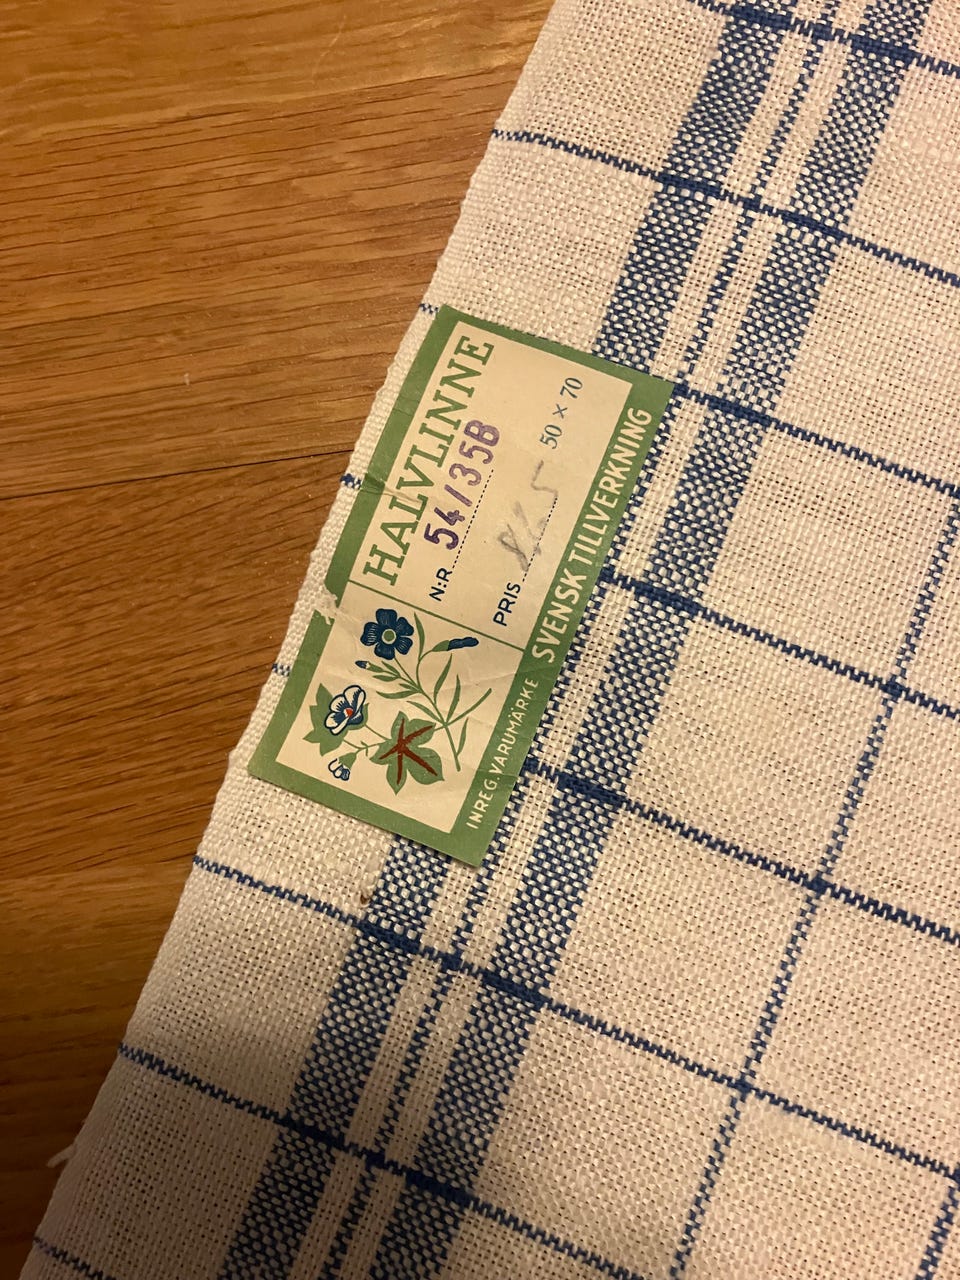 HALVLINNE
N:R 54/35B
PRIS
50 × 70
INREG. VARUMÄRKE SVENSK TILLVERKNING